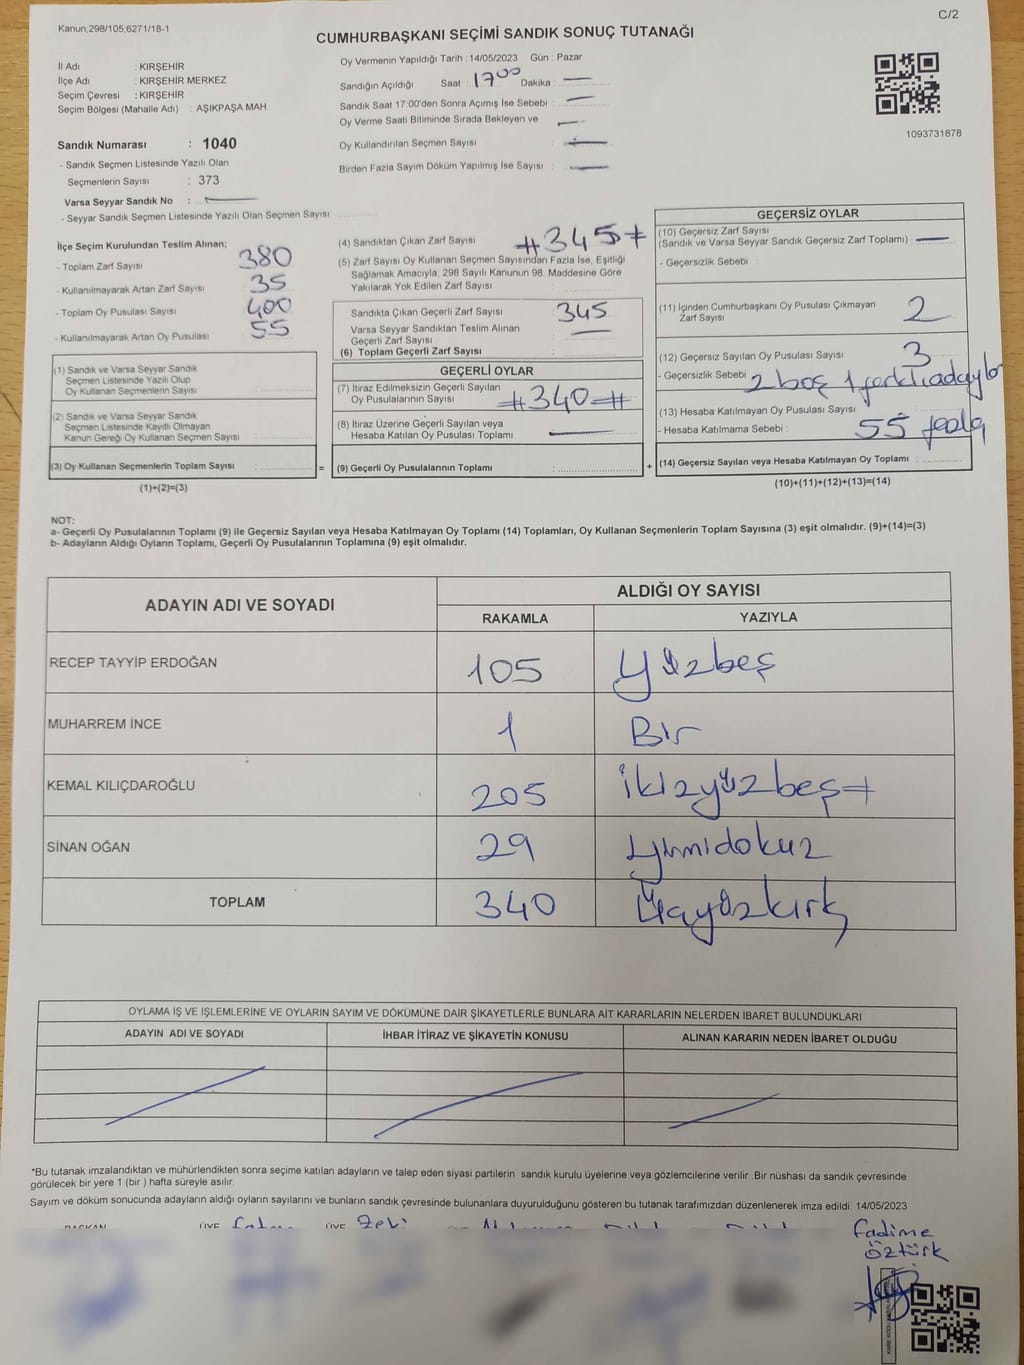 Kanun;298/105,6271/18-1
C/2
CUMHURBAŞKANI SEÇİMİ SANDIK SONUÇ TUTANAĞI
İl Adı : KIRŞEHİR
İlçe Adı : KIRŞEHİR MERKEZ
Seçim Çevresi : KIRŞEHİR
Seçim Bölgesi (Mahalle Adı) : AŞIKPAŞA MAH.
Sandık Numarası : 1040
- Sandık Seçmen Listesinde Yazılı Olan
Seçmenlerin Sayısı : 373
Varsa Seyyar Sandık No :
- Seyyar Sandık Seçmen Listesinde Yazılı Olan Seçmen Sayısı:
Oy Vermenin Yapıldığı Tarih : 14/05/2023 Gün : Pazar
Sandığın Açıldığı Saat : 17 00 Dakika :
Sandık Saat 17:00'den Sonra Açımış İse Sebebi :
Oy Verme Saati Bitiminde Sırada Bekleyen ve
Oy Kullandırılan Seçmen Sayısı :
Birden Fazla Sayım Döküm Yapılmış İse Sayısı :
1093731878
İlçe Seçim Kurulundan Teslim Alınan;
- Toplam Zarf Sayısı 380
- Kullanılmayarak Artan Zarf Sayısı 35
- Toplam Oy Pusulası Sayısı 400
- Kullanılmayarak Artan Oy Pusulası 55
(1) Sandık ve Varsa Seyyar Sandık
Seçmen Listesinde Yazılı Olup
Oy Kullanan Seçmenlerin Sayısı
(2) Sandık ve Varsa Seyyar Sandık
Seçmen Listesinde Kayıtlı Olmayan
Kanun Gereği Oy Kullanan Seçmen Sayısı
(3) Oy Kullanan Seçmenlerin Toplam Sayısı : =
(1)+(2)=(3)
(4) Sandıktan Çıkan Zarf Sayısı #345#
(5) Zarf Sayısı Oy Kullanan Seçmen Sayısından Fazla İse, Eşitliği
Sağlamak Amacıyla; 298 Sayılı Kanunun 98. Maddesine Göre
Yakılarak Yok Edilen Zarf Sayısı :
Sandıkta Çıkan Geçerli Zarf Sayısı : 345
Varsa Seyyar Sandıktan Teslim Alınan
Geçerli Zarf Sayısı
(6) Toplam Geçerli Zarf Sayısı :
GEÇERLİ OYLAR
(7) İtiraz Edilmeksizin Geçerli Sayılan
Oy Pusulalarının Sayısı #340#
(8) İtiraz Üzerine Geçerli Sayılan veya
Hesaba Katılan Oy Pusulası Toplamı :
(9) Geçerli Oy Pusulalarının Toplamı : +
GEÇERSİZ OYLAR
(10) Geçersiz Zarf Sayısı
(Sandık ve Varsa Seyyar Sandık Geçersiz Zarf Toplamı) :
- Geçersizlik Sebebi :
(11) İçinden Cumhurbaşkanı Oy Pusulası Çıkmayan
Zarf Sayısı 2
(12) Geçersiz Sayılan Oy Pusulası Sayısı 3
- Geçersizlik Sebebi 2 boş 1 farklı adaylar
(13) Hesaba Katılmayan Oy Pusulası Sayısı :
- Hesaba Katılmama Sebebi : 55 fazla
(14) Geçersiz Sayılan veya Hesaba Katılmayan Oy Toplamı :
(10)+(11)+(12)+(13)=(14)
NOT:
a- Geçerli Oy Pusulalarının Toplamı (9) ile Geçersiz Sayılan veya Hesaba Katılmayan Oy Toplamı (14) Toplamları, Oy Kullanan Seçmenlerin Toplam Sayısına (3) eşit olmalıdır. (9)+(14)=(3)
b- Adayların Aldığı Oyların Toplamı, Geçerli Oy Pusulalarının Toplamına (9) eşit olmalıdır.
ADAYIN ADI VE SOYADI
ALDIĞI OY SAYISI
RAKAMLA YAZIYLA
RECEP TAYYİP ERDOĞAN 105 Yüzbeş
MUHARREM İNCE 1 Bir
KEMAL KILIÇDAROĞLU 205 ikiyüzbeş
SİNAN OĞAN 29 yirmidokuz
TOPLAM 340 üçyüzkırk
OYLAMA İŞ VE İŞLEMLERİNE VE OYLARIN SAYIM VE DÖKÜMÜNE DAİR ŞİKAYETLERLE BUNLARA AİT KARARLARIN NELERDEN İBARET BULUNDUKLARI
ADAYIN ADI VE SOYADI İHBAR İTİRAZ VE ŞİKAYETİN KONUSU ALINAN KARARIN NEDEN İBARET OLDUĞU
*Bu tutanak imzalandıktan ve mühürlendikten sonra seçime katılan adayların ve talep eden siyasi partilerin sandık kurulu üyelerine veya gözlemcilerine verilir. Bir nüshası da sandık çevresinde
görülecek bir yere 1 (bir ) hafta süreyle asılır.
Sayım ve döküm sonucunda adayların aldığı oyların sayılarını ve bunların sandık çevresinde bulunanlara duyurulduğunu gösteren bu tutanak tarafımızdan düzenlenerek imza edildi. 14/05/2023
BAŞKAN ÜYE ÜYE
Fadime
Öztürk